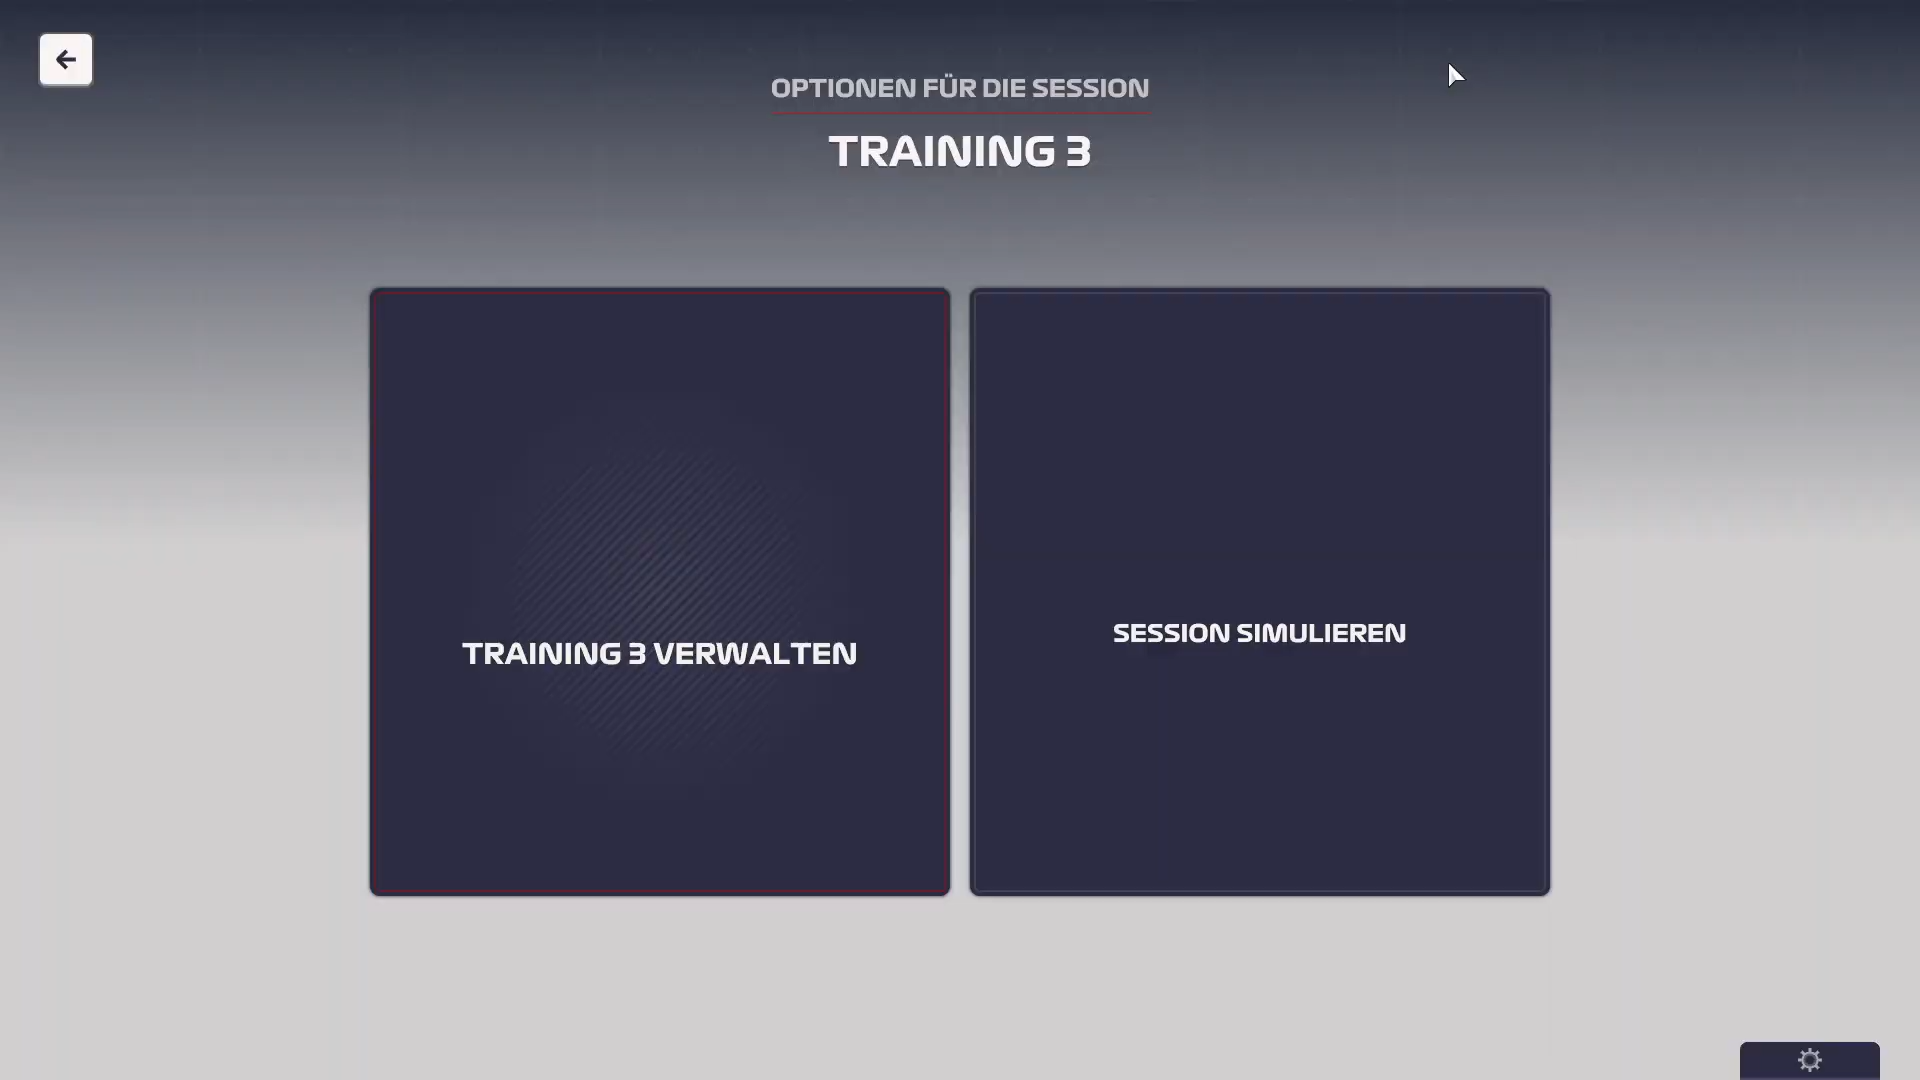 OPTIONEN FÜR DIE SESSION
TRAINING 3
TRAINING 3 VERWALTEN
SESSION SIMULIEREN